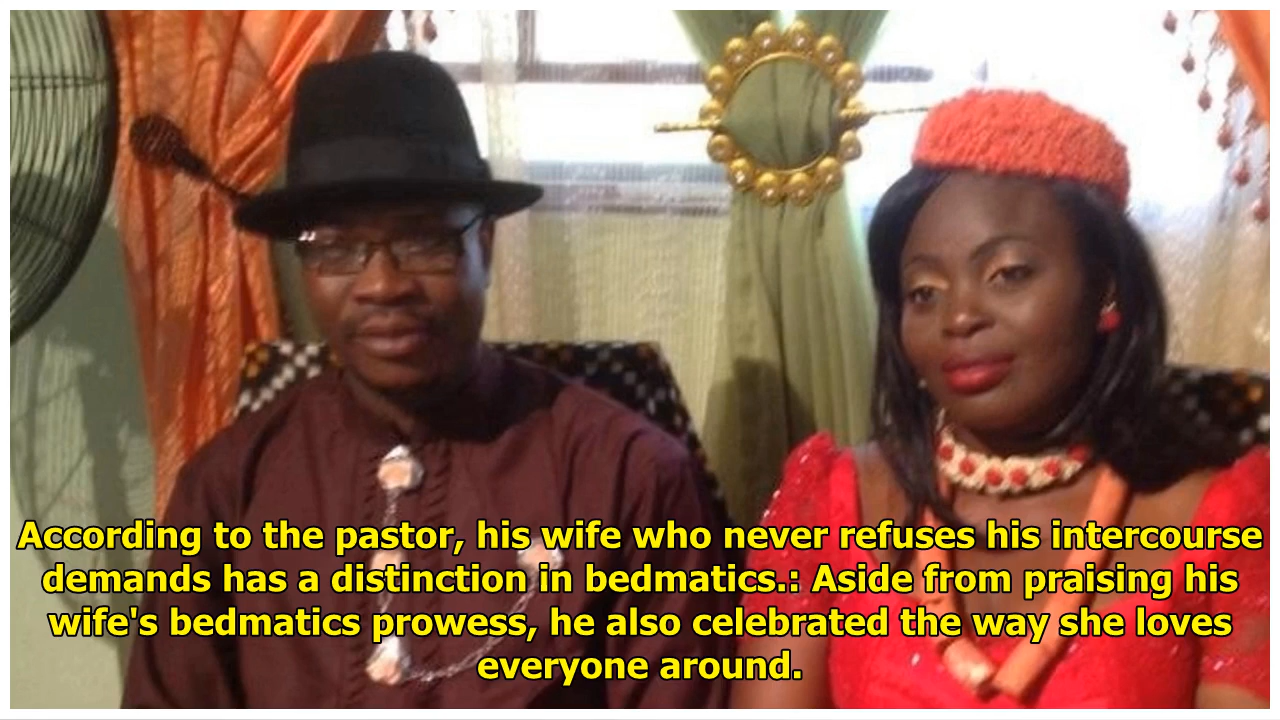 According to the pastor, his wife who never refuses his intercourse
demands has a distinction in bedmatics.: Aside from praising his
wife's bedmatics prowess, he also celebrated the way she loves
everyone around.